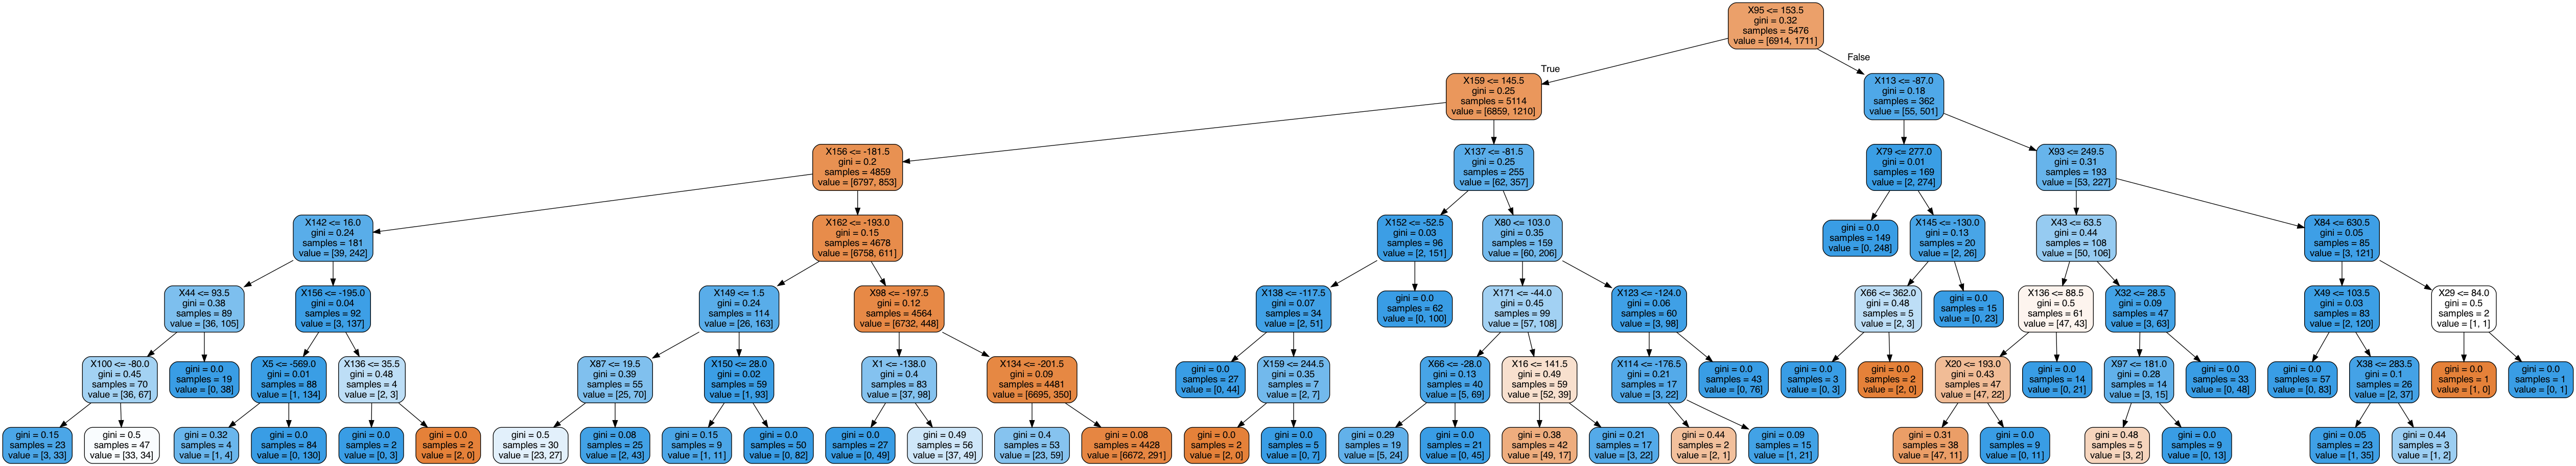 X95 <= 153.5
gini = 0.32
samples = 5476
value = [6914, 1711]
True
False
X159 <= 145.5
gini = 0.25
samples = 5114
value = [6859, 1210]
X113 <= -87.0
gini = 0.18
samples = 362
value = [55, 501]
X156 <= -181.5
gini = 0.2
samples = 4859
value = [6797, 853]
X137 <= -81.5
gini = 0.25
samples = 255
value = [62, 357]
X79 <= 277.0
gini = 0.01
samples = 169
value = [2, 274]
X93 <= 249.5
gini = 0.31
samples = 193
value = [53, 227]
X142 <= 16.0
gini = 0.24
samples = 181
value = [39, 242]
X162 <= -193.0
gini = 0.15
samples = 4678
value = [6758, 611]
X152 <= -52.5
gini = 0.03
samples = 96
value = [2, 151]
X80 <= 103.0
gini = 0.35
samples = 159
value = [60, 206]
gini = 0.0
samples = 149
value = [0, 248]
X145 <= -130.0
gini = 0.13
samples = 20
value = [2, 26]
X43 <= 63.5
gini = 0.44
samples = 108
value = [50, 106]
X84 <= 630.5
gini = 0.05
samples = 85
value = [3, 121]
X44 <= 93.5
gini = 0.38
samples = 89
value = [36, 105]
X156 <= -195.0
gini = 0.04
samples = 92
value = [3, 137]
X149 <= 1.5
gini = 0.24
samples = 114
value = [26, 163]
X98 <= -197.5
gini = 0.12
samples = 4564
value = [6732, 448]
X138 <= -117.5
gini = 0.07
samples = 34
value = [2, 51]
gini = 0.0
samples = 62
value = [0, 100]
X171 <= -44.0
gini = 0.45
samples = 99
value = [57, 108]
X123 <= -124.0
gini = 0.06
samples = 60
value = [3, 98]
X66 <= 362.0
gini = 0.48
samples = 5
value = [2, 3]
gini = 0.0
samples = 15
value = [0, 23]
X136 <= 88.5
gini = 0.5
samples = 61
value = [47, 43]
X32 <= 28.5
gini = 0.09
samples = 47
value = [3, 63]
X49 <= 103.5
gini = 0.03
samples = 83
value = [2, 120]
X29 <= 84.0
gini = 0.5
samples = 2
value = [1, 1]
X100 <= -80.0
gini = 0.45
samples = 70
value = [36, 67]
gini = 0.0
samples = 19
value = [0, 38]
X5 <= -569.0
gini = 0.01
samples = 88
value = [1, 134]
X136 <= 35.5
gini = 0.48
samples = 4
value = [2, 3]
X87 <= 19.5
gini = 0.39
samples = 55
value = [25, 70]
X150 <= 28.0
gini = 0.02
samples = 59
value = [1, 93]
X1 <= -138.0
gini = 0.4
samples = 83
value = [37, 98]
X134 <= -201.5
gini = 0.09
samples = 4481
value = [6695, 350]
gini = 0.0
samples = 27
value = [0, 44]
X159 <= 244.5
gini = 0.35
samples = 7
value = [2, 7]
X66 <= -28.0
gini = 0.13
samples = 40
value = [5, 69]
X16 <= 141.5
gini = 0.49
samples = 59
value = [52, 39]
X114 <= -176.5
gini = 0.21
samples = 17
value = [3, 22]
gini = 0.0
samples = 43
value = [0, 76]
gini = 0.0
samples = 3
value = [0, 3]
gini = 0.0
samples = 2
value = [2, 0]
X20 <= 193.0
gini = 0.43
samples = 47
value = [47, 22]
gini = 0.0
samples = 14
value = [0, 21]
X97 <= 181.0
gini = 0.28
samples = 14
value = [3, 15]
gini = 0.0
samples = 33
value = [0, 48]
gini = 0.0
samples = 57
value = [0, 83]
X38 <= 283.5
gini = 0.1
samples = 26
value = [2, 37]
gini = 0.0
samples = 1
value = [1, 0]
gini = 0.0
samples = 1
value = [0, 1]
gini = 0.15
samples = 23
value = [3, 33]
gini = 0.5
samples = 47
value = [33, 34]
gini = 0.32
samples = 4
value = [1, 4]
gini = 0.0
samples = 84
value = [0, 130]
gini = 0.0
samples = 2
value = [0, 3]
gini = 0.0
samples = 2
value = [2, 0]
gini = 0.5
samples = 30
value = [23, 27]
gini = 0.08
samples = 25
value = [2, 43]
gini = 0.15
samples = 9
value = [1, 11]
gini = 0.0
samples = 50
value = [0, 82]
gini = 0.0
samples = 27
value = [0, 49]
gini = 0.49
samples = 56
value = [37, 49]
gini = 0.4
samples = 53
value = [23, 59]
gini = 0.08
samples = 4428
value = [6672, 291]
gini = 0.0
samples = 2
value = [2, 0]
gini = 0.0
samples = 5
value = [0, 7]
gini = 0.29
samples = 19
value = [5, 24]
gini = 0.0
samples = 21
value = [0, 45]
gini = 0.38
samples = 42
value = [49, 17]
gini = 0.21
samples = 17
value = [3, 22]
gini = 0.44
samples = 2
value = [2, 1]
gini = 0.09
samples = 15
value = [1, 21]
gini = 0.31
samples = 38
value = [47, 11]
gini = 0.0
samples = 9
value = [0, 11]
gini = 0.48
samples = 5
value = [3, 2]
gini = 0.0
samples = 9
value = [0, 13]
gini = 0.05
samples = 23
value = [1, 35]
gini = 0.44
samples = 3
value = [1, 2]